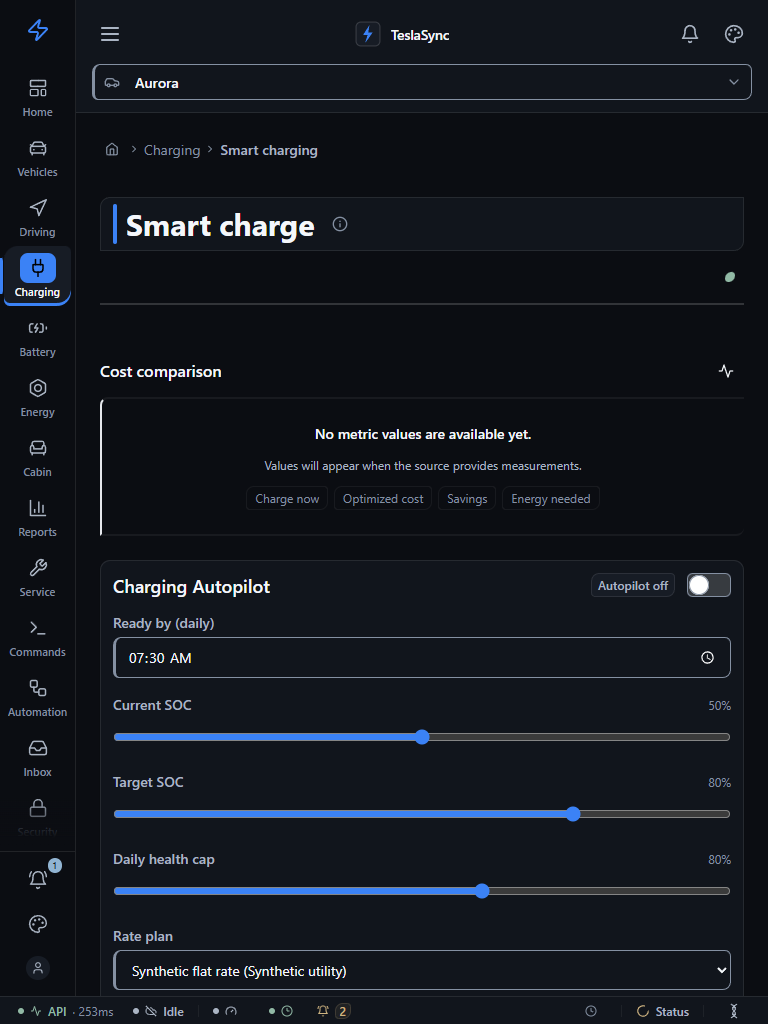 TeslaSync
Aurora
Home
Vehicles
Driving
Charging
Battery
Energy
Cabin
Reports
Service
Commands
Automation
Inbox
Security
1
Charging > Smart charging
Smart charge
Cost comparison
No metric values are available yet.
Values will appear when the source provides measurements.
Charge now Optimized cost Savings Energy needed
Charging Autopilot Autopilot off
Ready by (daily)
07:30 AM
Current SOC 50%
Target SOC 80%
Daily health cap 80%
Rate plan
Synthetic flat rate (Synthetic utility)
API · 253ms Idle 2 Status